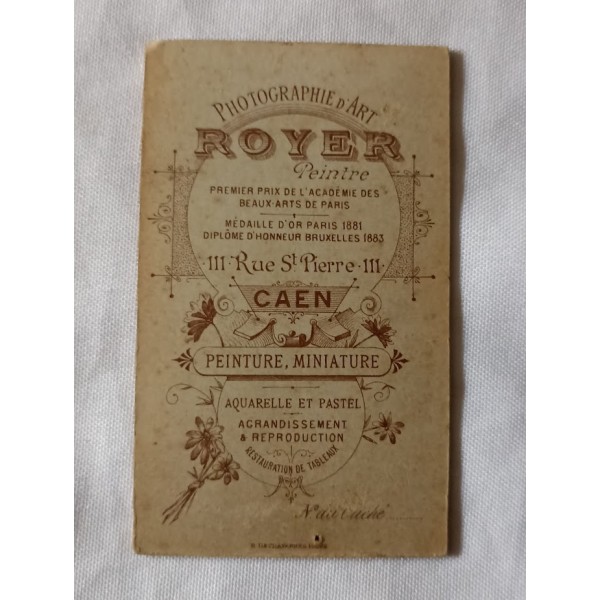 PHOTOGRAPHIE D'ART
ROYER
Peintre
PREMIER PRIX DE L'ACADÉMIE DES
BEAUX-ARTS DE PARIS
MÉDAILLE D'OR PARIS 1881
DIPLÔME D'HONNEUR BRUXELLES 1883
111 · Rue St Pierre · 111
CAEN
PEINTURE, MINIATURE
AQUARELLE ET PASTEL
AGRANDISSEMENT
& REPRODUCTION
RESTAURATION DE TABLEAUX
No du cliché